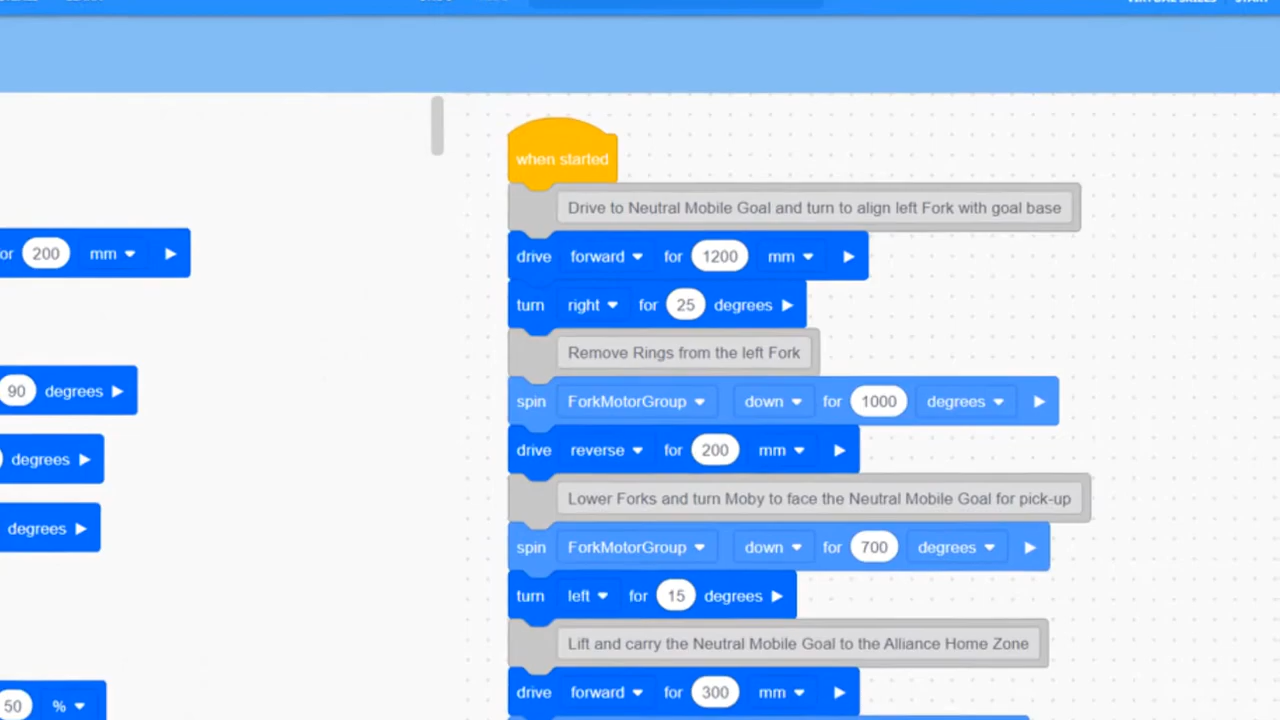 when started
Drive to Neutral Mobile Goal and turn to align left Fork with goal base
for 200 mm
drive forward for 1200 mm
turn right for 25 degrees
Remove Rings from the left Fork
90 degrees
spin ForkMotorGroup down for 1000 degrees
degrees
drive reverse for 200 mm
Lower Forks and turn Moby to face the Neutral Mobile Goal for pick-up
degrees
spin ForkMotorGroup down for 700 degrees
turn left for 15 degrees
Lift and carry the Neutral Mobile Goal to the Alliance Home Zone
50 %
drive forward for 300 mm